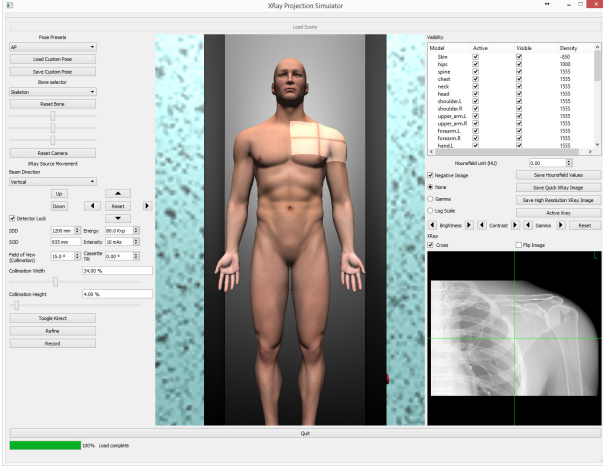 XRay Projection Simulator
Load Scene
Pose Presets
AP
Load Custom Pose
Save Custom Pose
Bone selector
Skeleton
Reset Bone
Reset Camera
XRay Source Movement
Beam Direction
Vertical
Up
Down
Reset
Detector Lock
SDD 1200 mm Energy 80.0 Kvp
SOD 935 mm Intensity 10 mAs
Field of View (Collimation) 15.0 º Cassette Tilt 0.00 º
Collimation Width 34.00 %
Collimation Height 4.00 %
Toogle Kinect
Refine
Record
Visibility
Model Active Visible Density
Skin -850
hips 1000
spine 1555
chest 1555
neck 1555
head 1555
shoulder.L 1555
shoulder.R 1555
upper_arm.L 1555
upper_arm.R 1555
forearm.L 1555
forearm.R 1555
hand.L 1555
Hounsfield unit (HU) 0.00
Negative Image Save Hounsfield Values
None Save Quick XRay Image
Gamma Save High Resolution XRay Image
Log Scale Active Xray
Brightness Contrast Gamma Reset
XRay
Cross Flip Image
L
Quit
100% Load complete